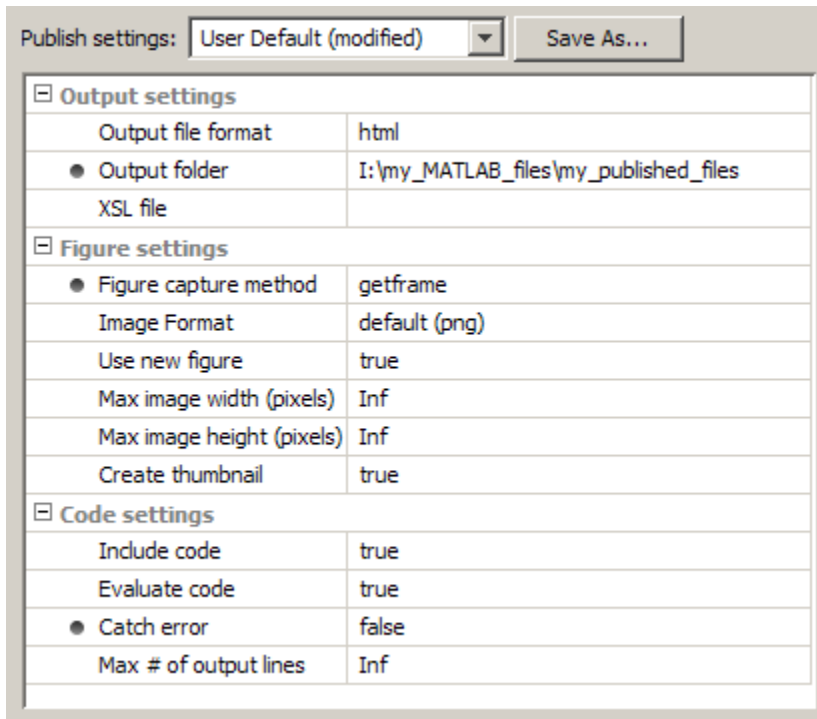 Publish settings: User Default (modified) Save As...
Output settings
Output file format html
Output folder I:\my_MATLAB_files\my_published_files
XSL file
Figure settings
Figure capture method getframe
Image Format default (png)
Use new figure true
Max image width (pixels) Inf
Max image height (pixels) Inf
Create thumbnail true
Code settings
Include code true
Evaluate code true
Catch error false
Max # of output lines Inf